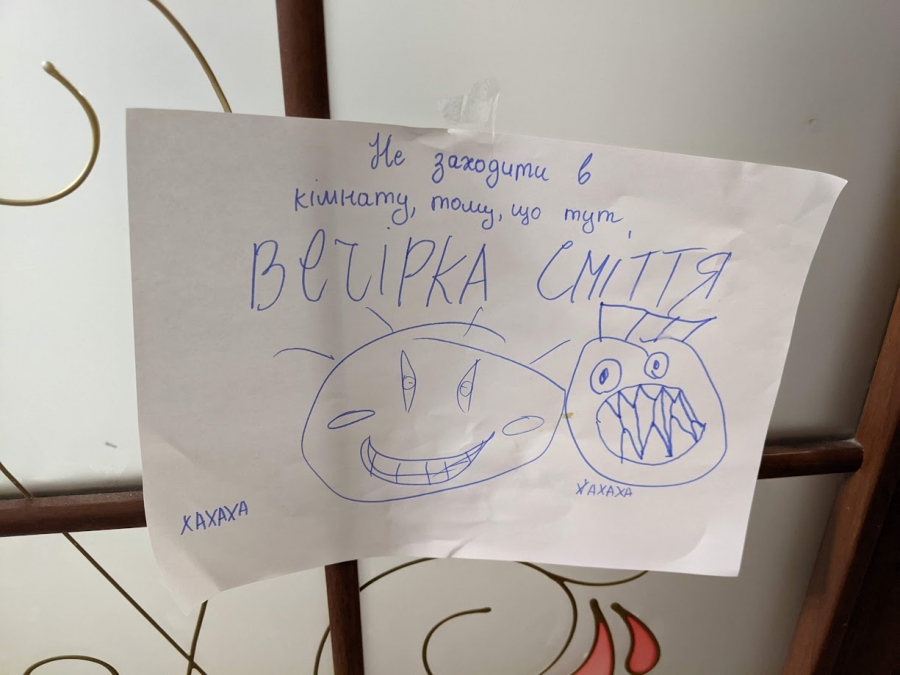 Не заходити в
кімнату, тому, що тут
ВЕЧІРКА СМІТТЯ
ХАХАХА
ХАХАХА